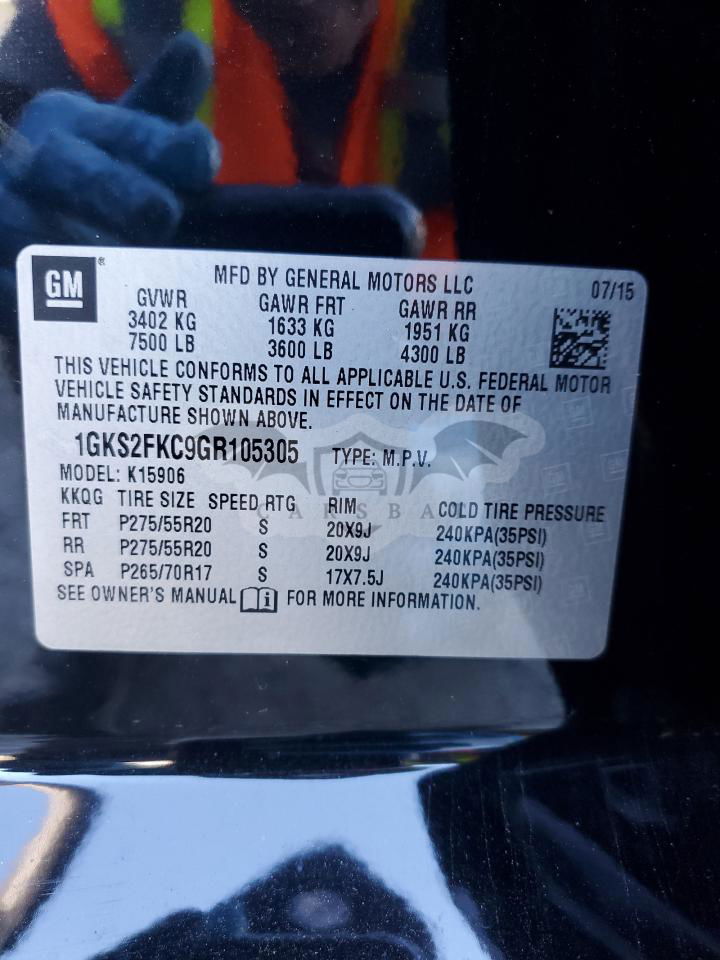 GM ® MFD BY GENERAL MOTORS LLC 07/15
GVWR GAWR FRT GAWR RR
3402 KG 1633 KG 1951 KG
7500 LB 3600 LB 4300 LB
THIS VEHICLE CONFORMS TO ALL APPLICABLE U.S. FEDERAL MOTOR
VEHICLE SAFETY STANDARDS IN EFFECT ON THE DATE OF
MANUFACTURE SHOWN ABOVE.
1GKS2FKC9GR105305 TYPE: M.P.V.
MODEL: K15906
KKQG TIRE SIZE SPEED RTG RIM COLD TIRE PRESSURE
FRT P275/55R20 S 20X9J 240KPA(35PSI)
RR P275/55R20 S 20X9J 240KPA(35PSI)
SPA P265/70R17 S 17X7.5J 240KPA(35PSI)
SEE OWNER'S MANUAL i FOR MORE INFORMATION.